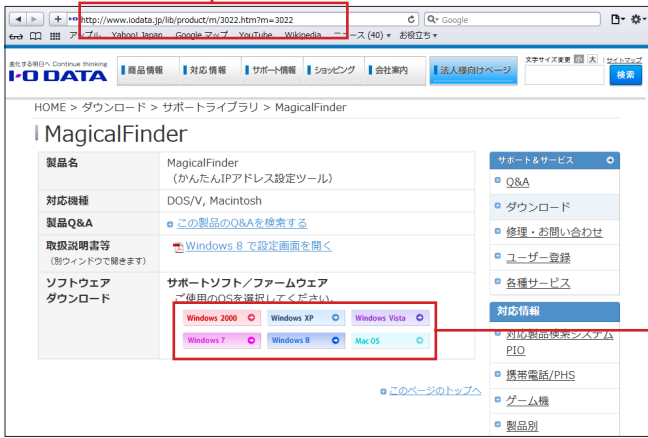 http://www.iodata.jp/lib/product/m/3022.htm?m=3022
Google
アップル Yahoo! Japan Google マップ YouTube Wikipedia ニュース (40)▼ お役立ち▼
進化する明日へ Continue thinking
I-O DATA
商品情報 対応情報 サポート情報 ショッピング 会社案内 法人様向けページ
文字サイズ変更 小 大 サイトマップ
検索
HOME > ダウンロード > サポートライブラリ > MagicalFinder
MagicalFinder
製品名 MagicalFinder
（かんたんIPアドレス設定ツール）
対応機種 DOS/V, Macintosh
製品Q&A この製品のQ&Aを検索する
取扱説明書等 Windows 8 で設定画面を開く
（別ウィンドウで開きます）
ソフトウェア サポートソフト／ファームウェア
ダウンロード ご使用のOSを選択してください。
Windows 2000 Windows XP Windows Vista
Windows 7 Windows 8 Mac OS
このページのトップへ
サポート＆サービス
Q&A
ダウンロード
修理・お問い合わせ
ユーザー登録
各種サービス
対応情報
対応製品検索システム
PIO
携帯電話/PHS
ゲーム機
製品別